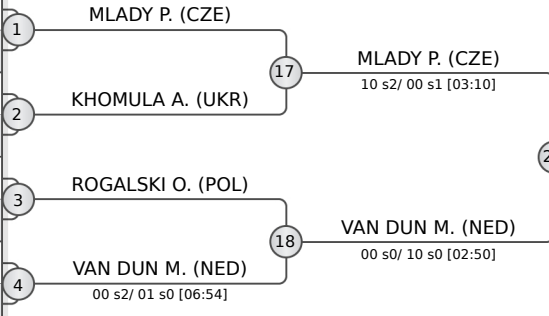 MLADY P. (CZE)
1
17
MLADY P. (CZE)
10 s2/ 00 s1 [03:10]
KHOMULA A. (UKR)
2
ROGALSKI O. (POL)
3
18
VAN DUN M. (NED)
00 s0/ 10 s0 [02:50]
VAN DUN M. (NED)
4
00 s2/ 01 s0 [06:54]